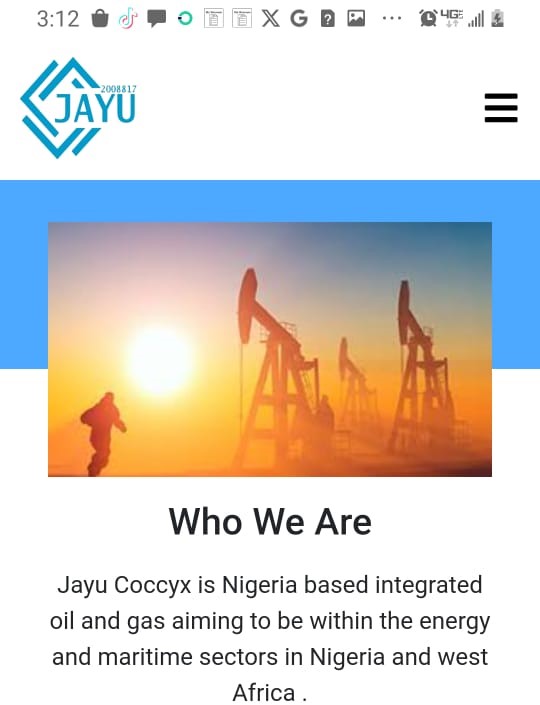 3:12
4GE
2008817
JAYU
Who We Are
Jayu Coccyx is Nigeria based integrated
oil and gas aiming to be within the energy
and maritime sectors in Nigeria and west
Africa .